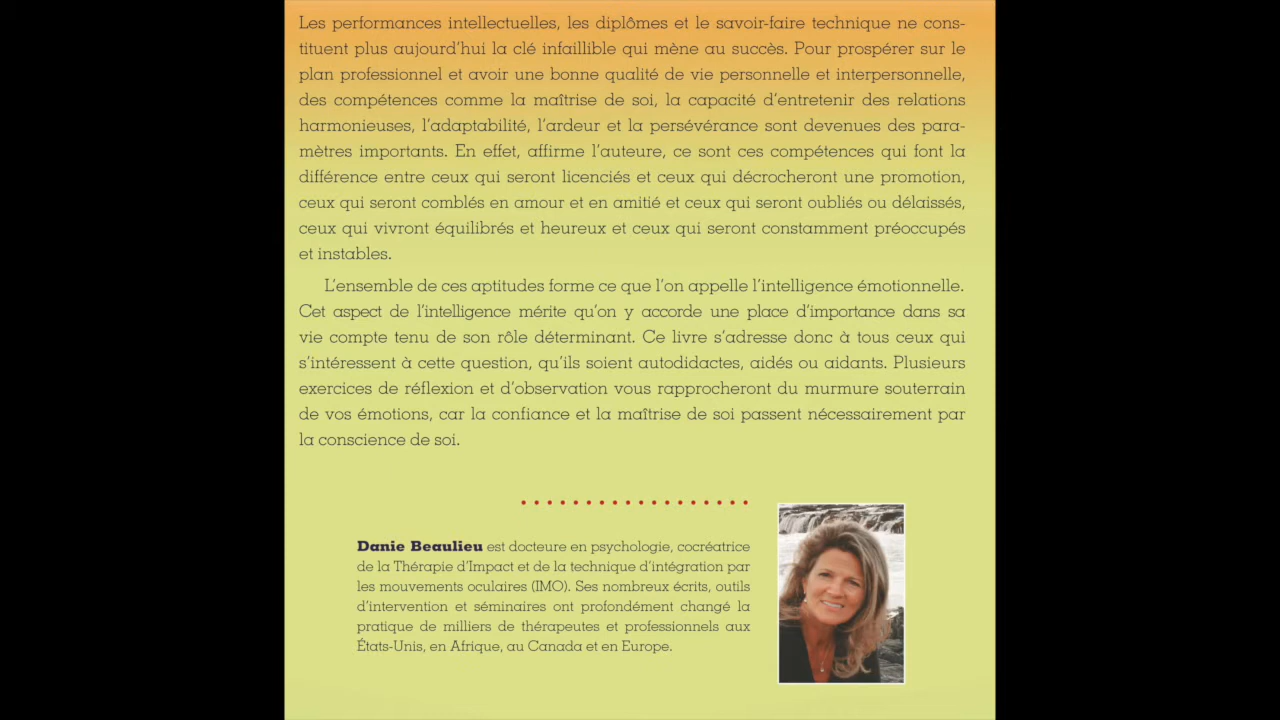 Les performances intellectuelles, les diplômes et le savoir-faire technique ne cons-
tituent plus aujourd'hui la clé infaillible qui mène au succès. Pour prospérer sur le
plan professionnel et avoir une bonne qualité de vie personnelle et interpersonnelle,
des compétences comme la maîtrise de soi, la capacité d'entretenir des relations
harmonieuses, l'adaptabilité, l'ardeur et la persévérance sont devenues des para-
mètres importants. En effet, affirme l'auteure, ce sont ces compétences qui font la
différence entre ceux qui seront licenciés et ceux qui décrocheront une promotion,
ceux qui seront comblés en amour et en amitié et ceux qui seront oubliés ou délaissés,
ceux qui vivront équilibrés et heureux et ceux qui seront constamment préoccupés
et instables.
L'ensemble de ces aptitudes forme ce que l'on appelle l'intelligence émotionnelle.
Cet aspect de l'intelligence mérite qu'on y accorde une place d'importance dans sa
vie compte tenu de son rôle déterminant. Ce livre s'adresse donc à tous ceux qui
s'intéressent à cette question, qu'ils soient autodidactes, aidés ou aidants. Plusieurs
exercices de réflexion et d'observation vous rapprocheront du murmure souterrain
de vos émotions, car la confiance et la maîtrise de soi passent nécessairement par
la conscience de soi.
Danie Beaulieu est docteure en psychologie, cocréatrice
de la Thérapie d'Impact et de la technique d'intégration par
les mouvements oculaires (IMO). Ses nombreux écrits, outils
d'intervention et séminaires ont profondément changé la
pratique de milliers de thérapeutes et professionnels aux
États-Unis, en Afrique, au Canada et en Europe.